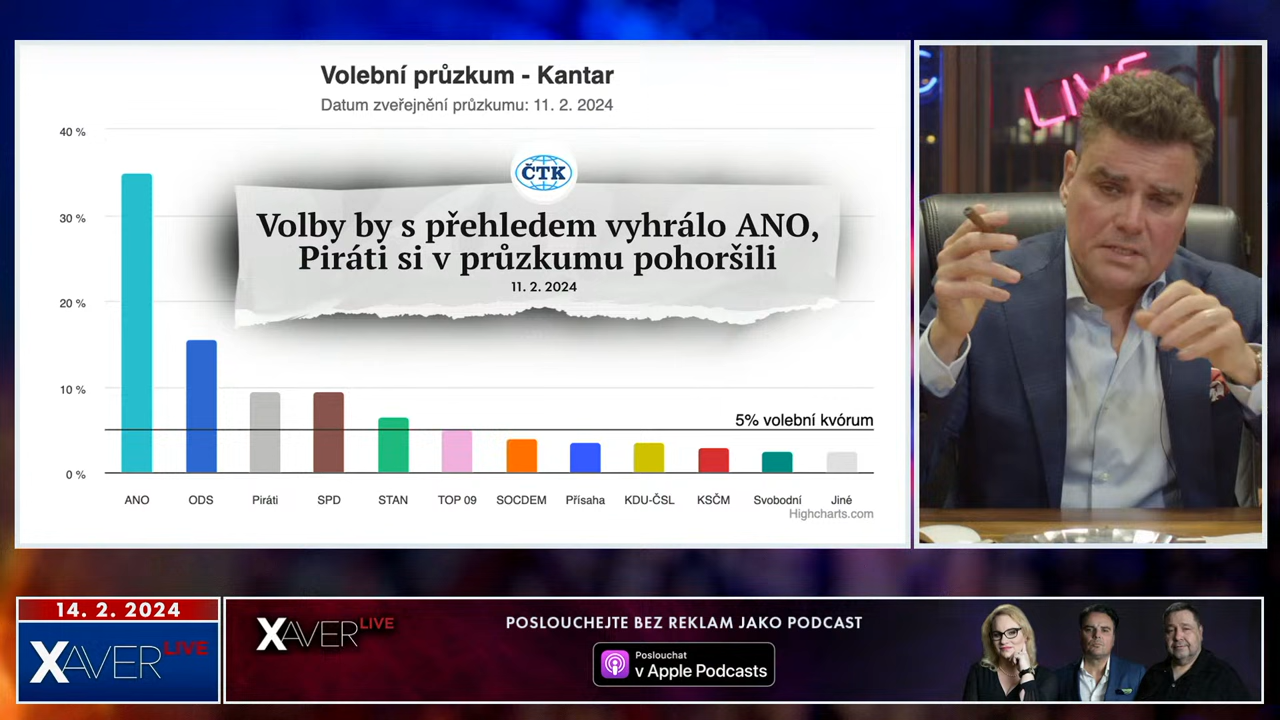 Volební průzkum - Kantar
Datum zveřejnění průzkumu: 11. 2. 2024
40 %
30 %
20 %
10 %
0 %
ČTK
Volby by s přehledem vyhrálo ANO,
Piráti si v průzkumu pohoršili
11. 2. 2024
5% volební kvórum
ANO ODS Piráti SPD STAN TOP 09 SOCDEM Přísaha KDU-ČSL KSČM Svobodní Jiné
Highcharts.com
LIVE
14. 2. 2024
XAVER LIVE
XAVER LIVE
POSLOUCHEJTE BEZ REKLAM JAKO PODCAST
Poslouchat
v Apple Podcasts